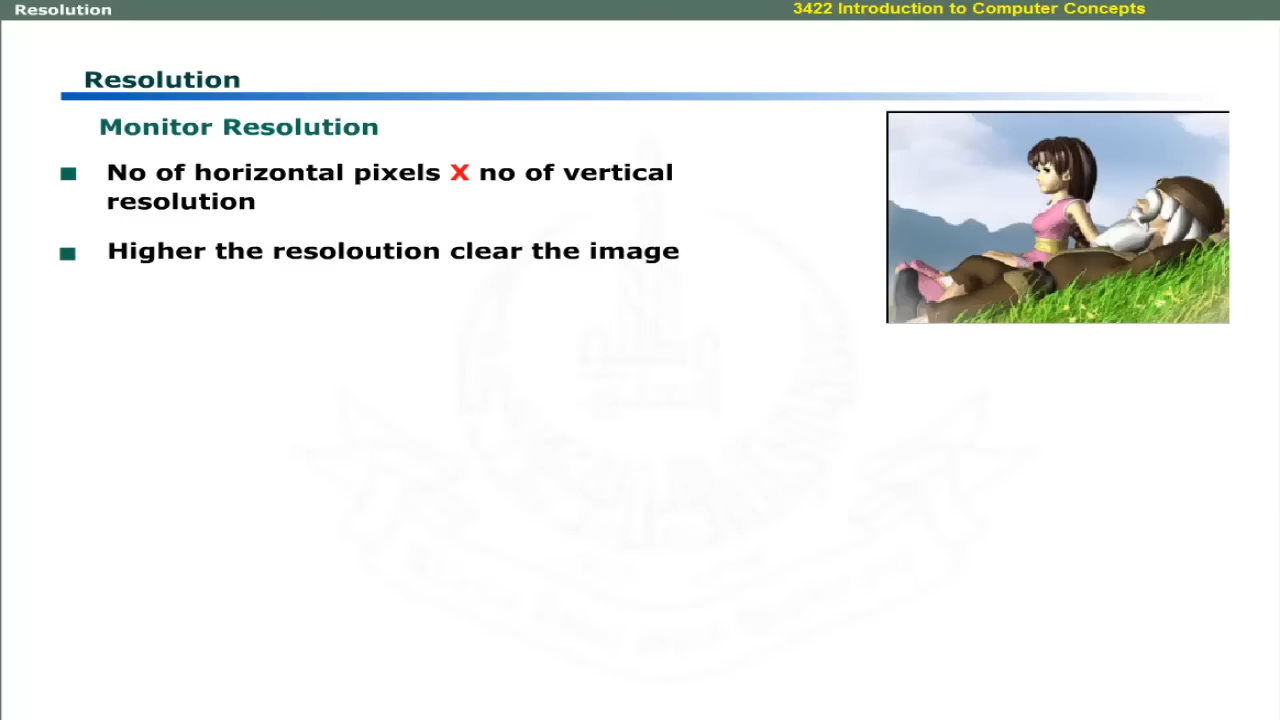 Resolution
3422 Introduction to Computer Concepts
Resolution
Monitor Resolution
No of horizontal pixels X no of vertical
resolution
Higher the resoloution clear the image